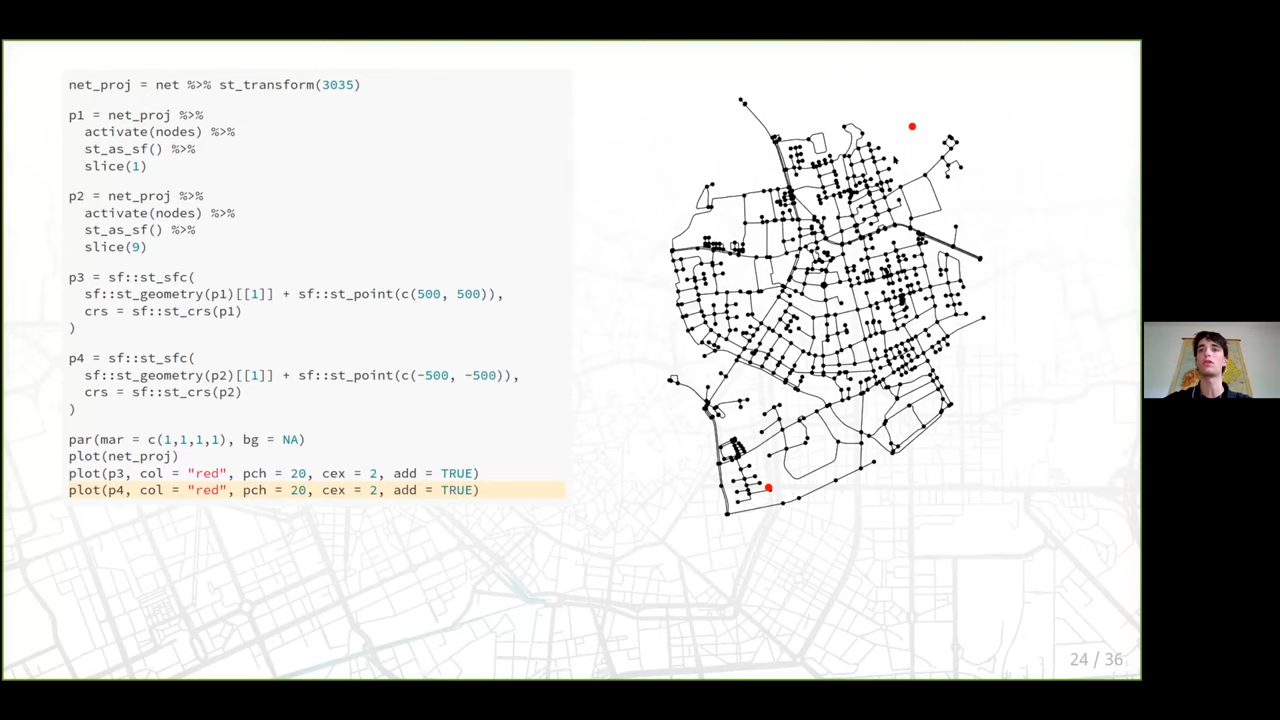 net_proj = net %>% st_transform(3035)
p1 = net_proj %>%
  activate(nodes) %>%
  st_as_sf() %>%
  slice(1)
p2 = net_proj %>%
  activate(nodes) %>%
  st_as_sf() %>%
  slice(9)
p3 = sf::st_sfc(
  sf::st_geometry(p1)[[1]] + sf::st_point(c(500, 500)),
  crs = sf::st_crs(p1)
)
p4 = sf::st_sfc(
  sf::st_geometry(p2)[[1]] + sf::st_point(c(-500, -500)),
  crs = sf::st_crs(p2)
)
par(mar = c(1,1,1,1), bg = NA)
plot(net_proj)
plot(p3, col = "red", pch = 20, cex = 2, add = TRUE)
plot(p4, col = "red", pch = 20, cex = 2, add = TRUE)
24 / 36